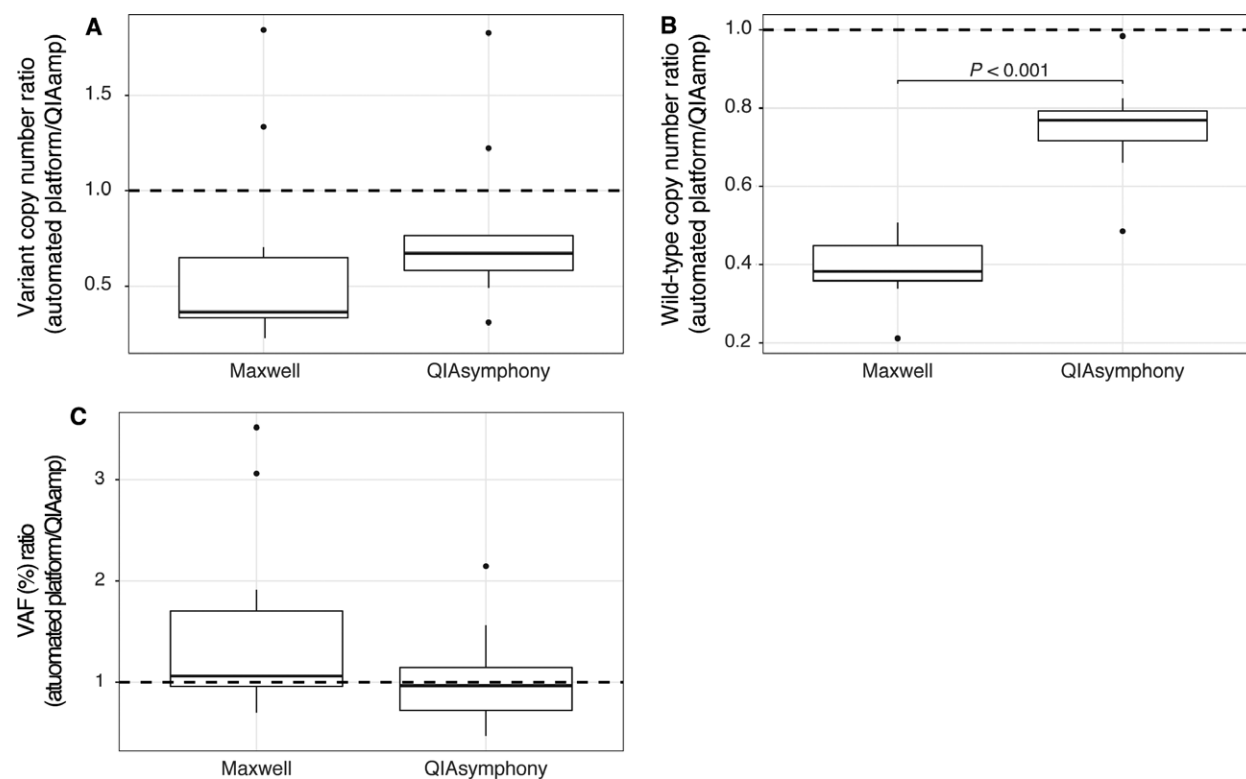 A
Variant copy number ratio
(automated platform/QIAamp)
1.5
1.0
0.5
Maxwell
QIAsymphony
B
Wild-type copy number ratio
(automated platform/QIAamp)
1.0
0.8
0.6
0.4
0.2
P < 0.001
Maxwell
QIAsymphony
C
VAF (%) ratio
(atuomated platform/QIAamp)
3
2
1
Maxwell
QIAsymphony